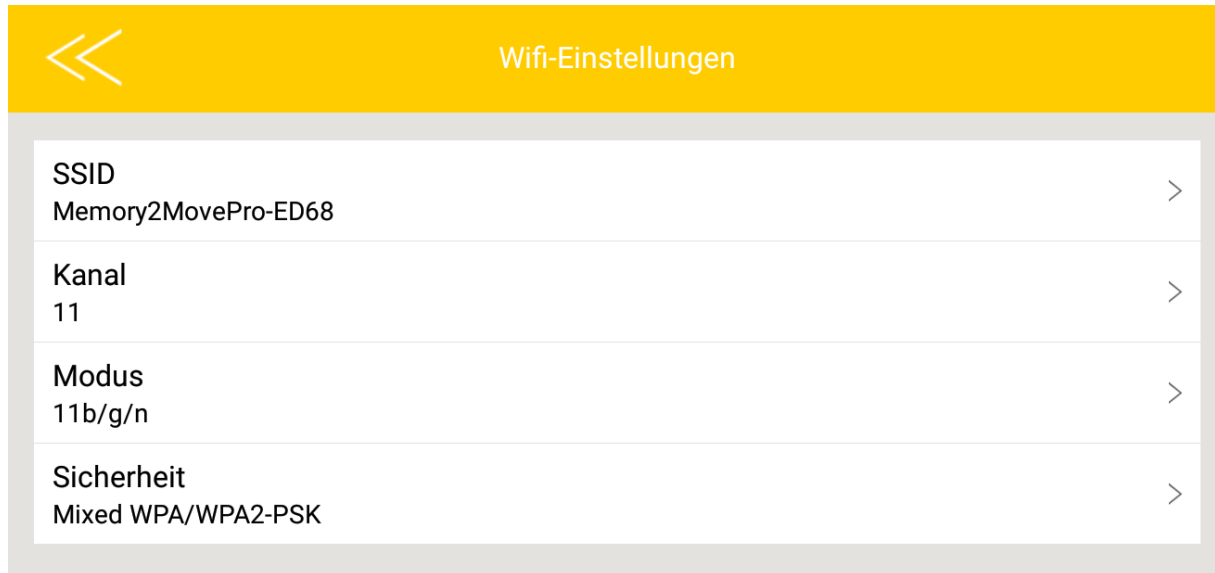 Wifi-Einstellungen
SSID
Memory2MovePro-ED68
Kanal
11
Modus
11b/g/n
Sicherheit
Mixed WPA/WPA2-PSK